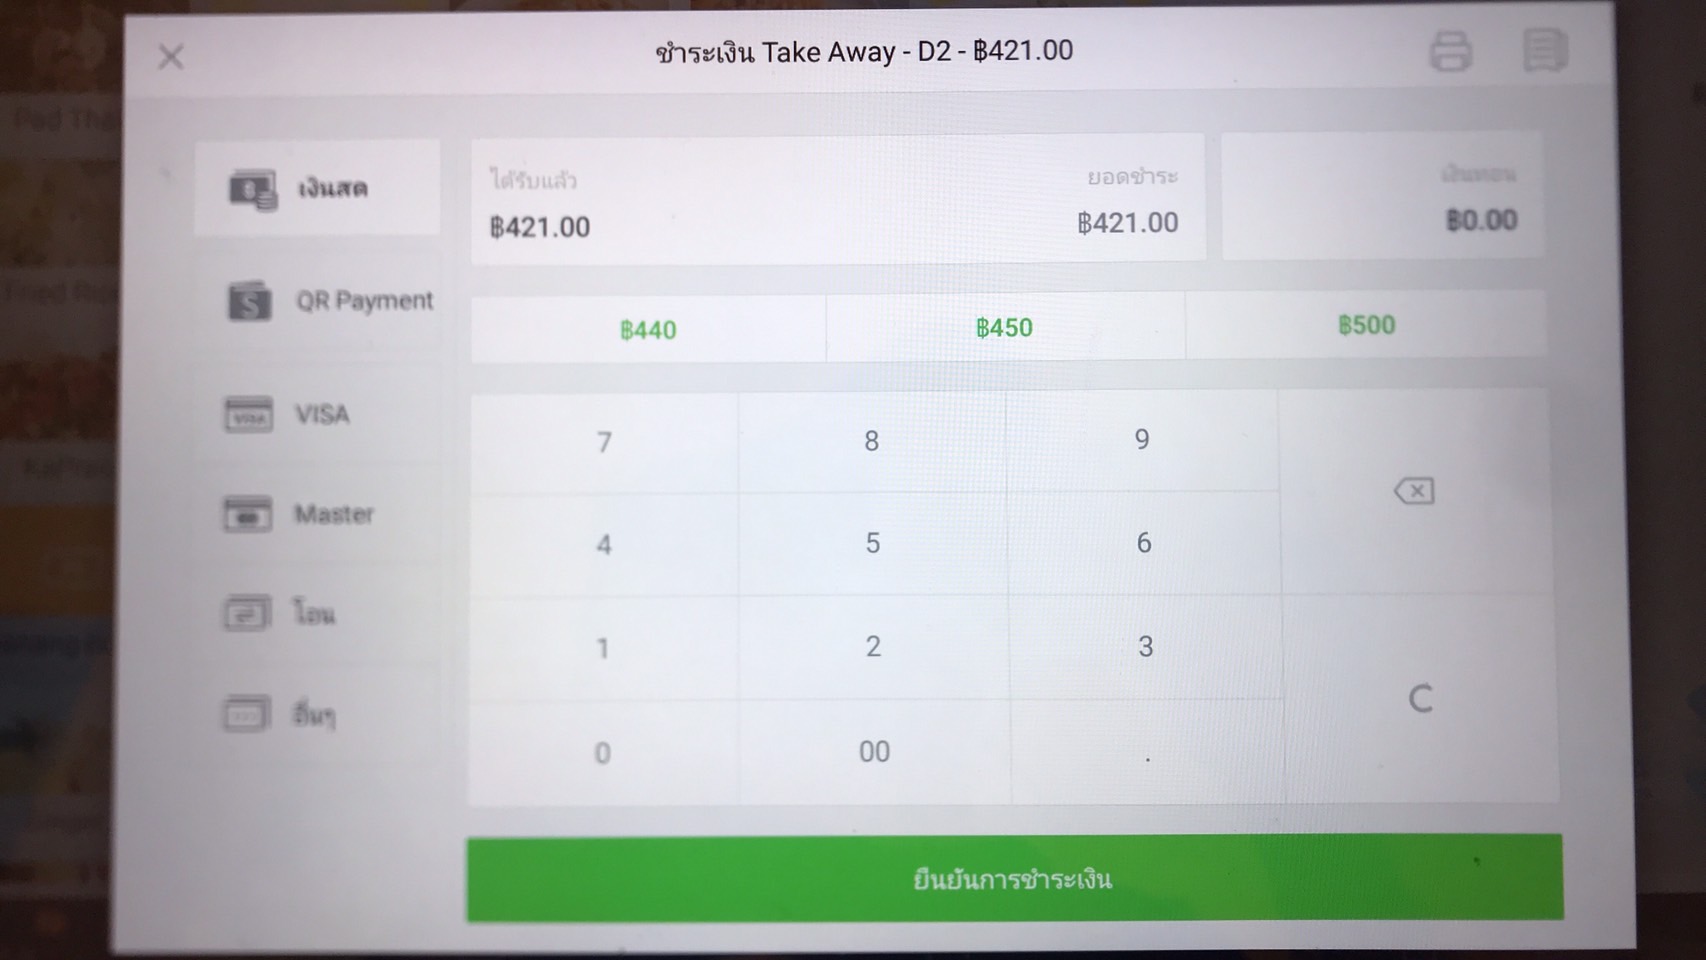 ชำระเงิน Take Away - D2 - ฿421.00
เงินสด
QR Payment
VISA
VISA
Master
โอน
อื่นๆ
ได้รับแล้ว
฿421.00
ยอดชำระ
฿421.00
เงินทอน
฿0.00
฿440
฿450
฿500
7
8
9
4
5
6
1
2
3
C
0
00
.
ยืนยันการชำระเงิน